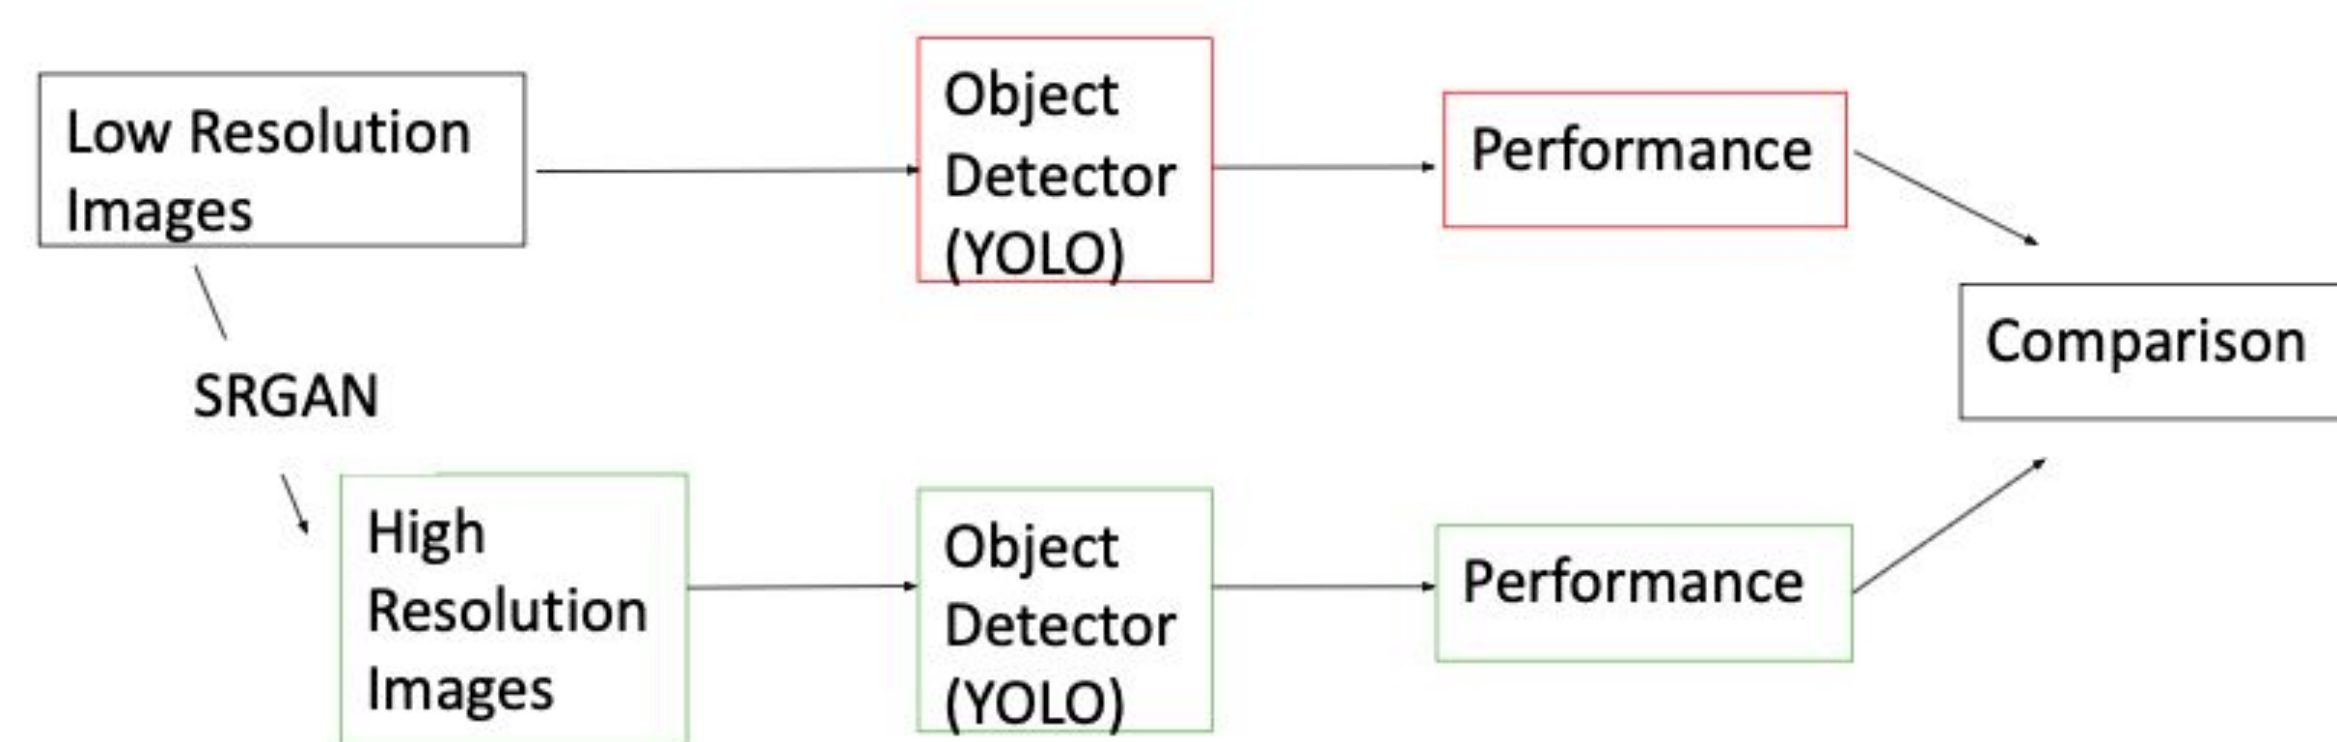 Low Resolution
Images
Object
Detector
(YOLO)
Performance
Comparison
SRGAN
High
Resolution
Images
Object
Detector
(YOLO)
Performance